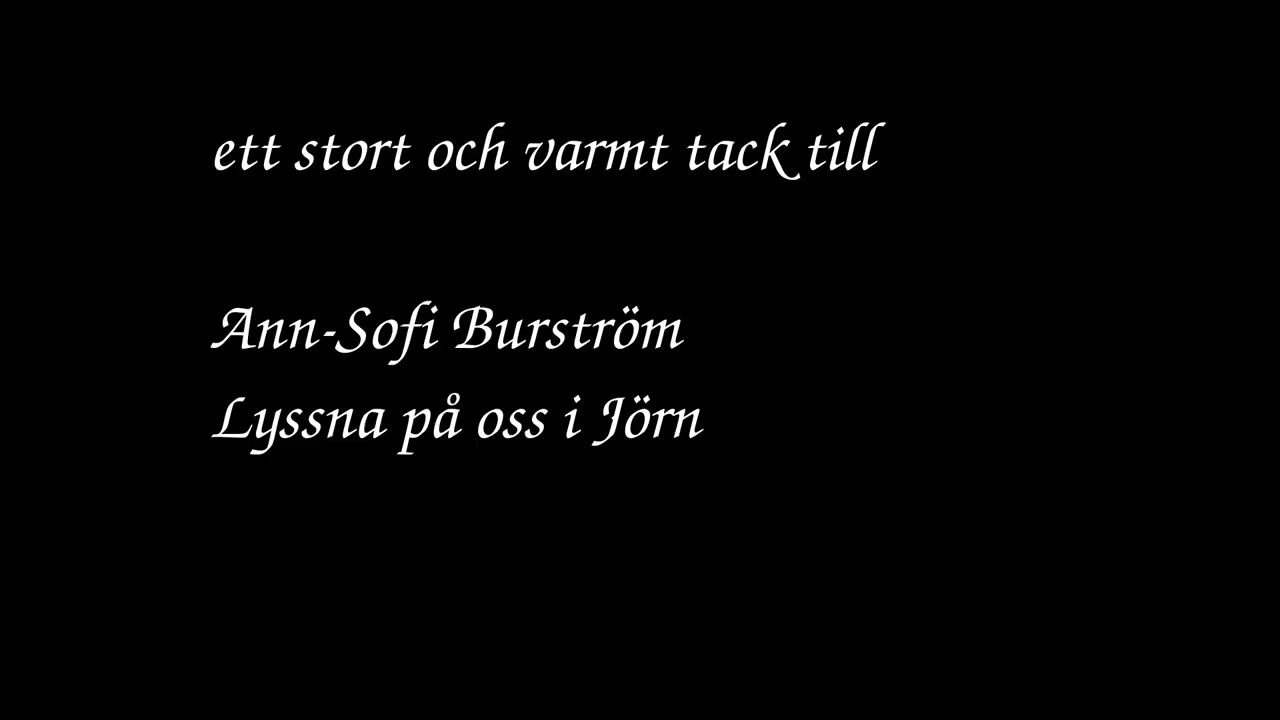 ett stort och varmt tack till
Ann-Sofi Burström
Lyssna på oss i Jörn